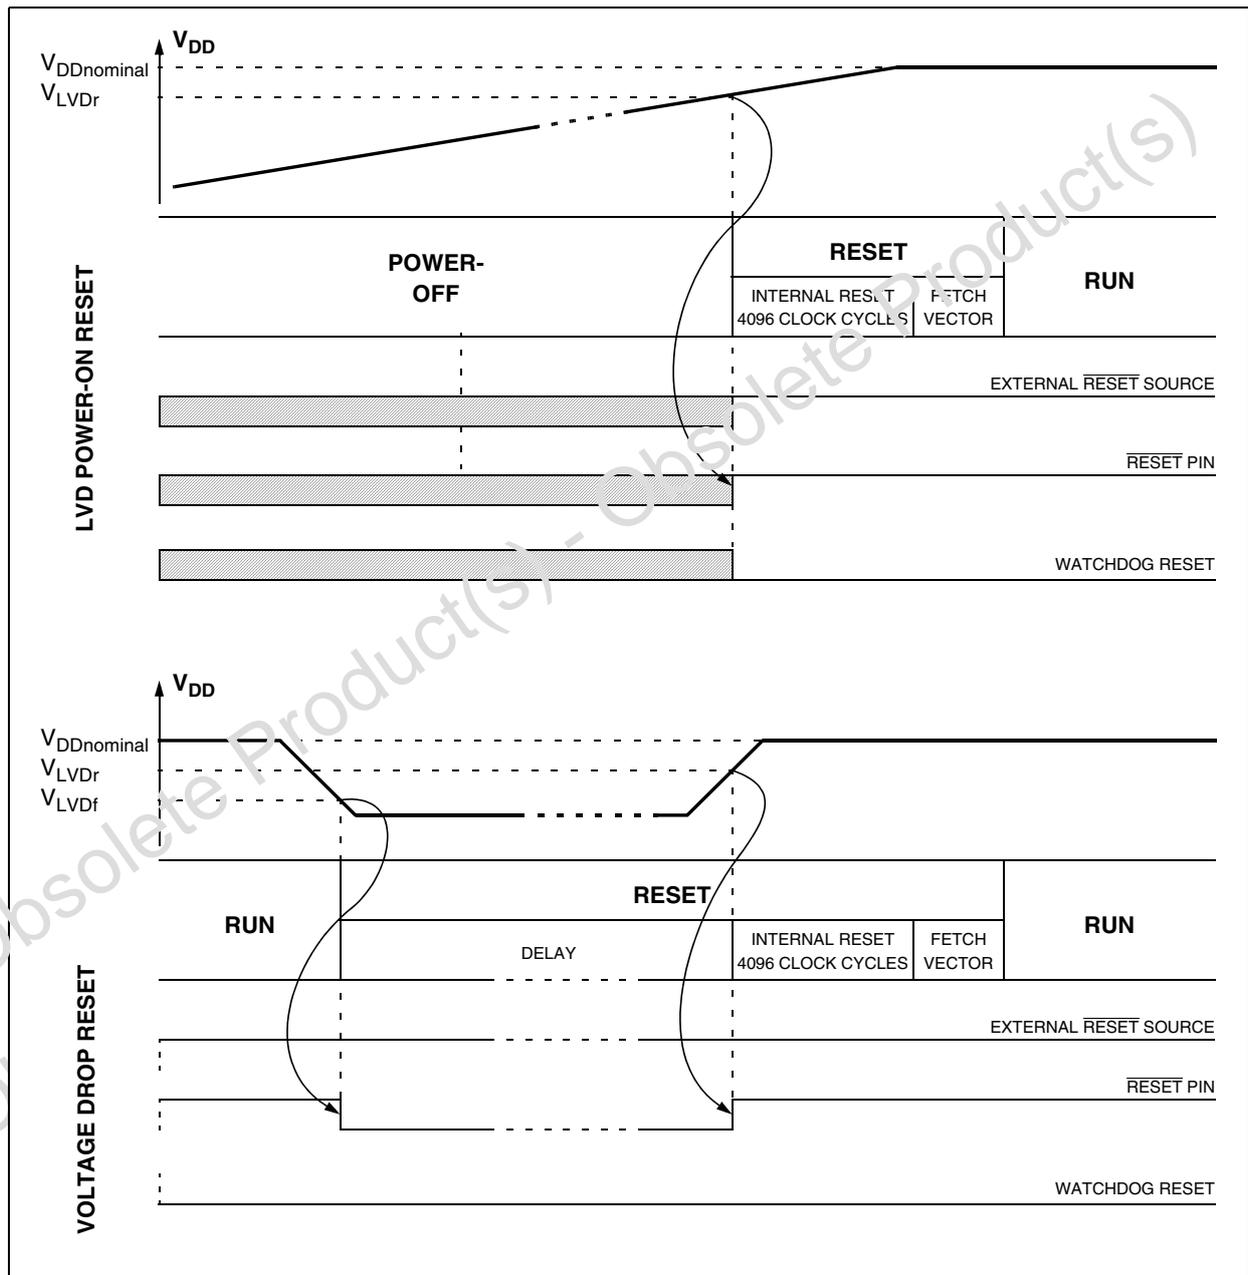 VDD
VDDnominal
VLVDr
LVD POWER-ON RESET
POWER-
OFF
RESET
INTERNAL RESET
4096 CLOCK CYCLES
FETCH
VECTOR
RUN
EXTERNAL RESET SOURCE
RESET PIN
WATCHDOG RESET
VDD
VDDnominal
VLVDr
VLVDf
VOLTAGE DROP RESET
RUN
RESET
DELAY
INTERNAL RESET
4096 CLOCK CYCLES
FETCH
VECTOR
RUN
EXTERNAL RESET SOURCE
RESET PIN
WATCHDOG RESET
Obsolete Product(s) - Obsolete Product(s)